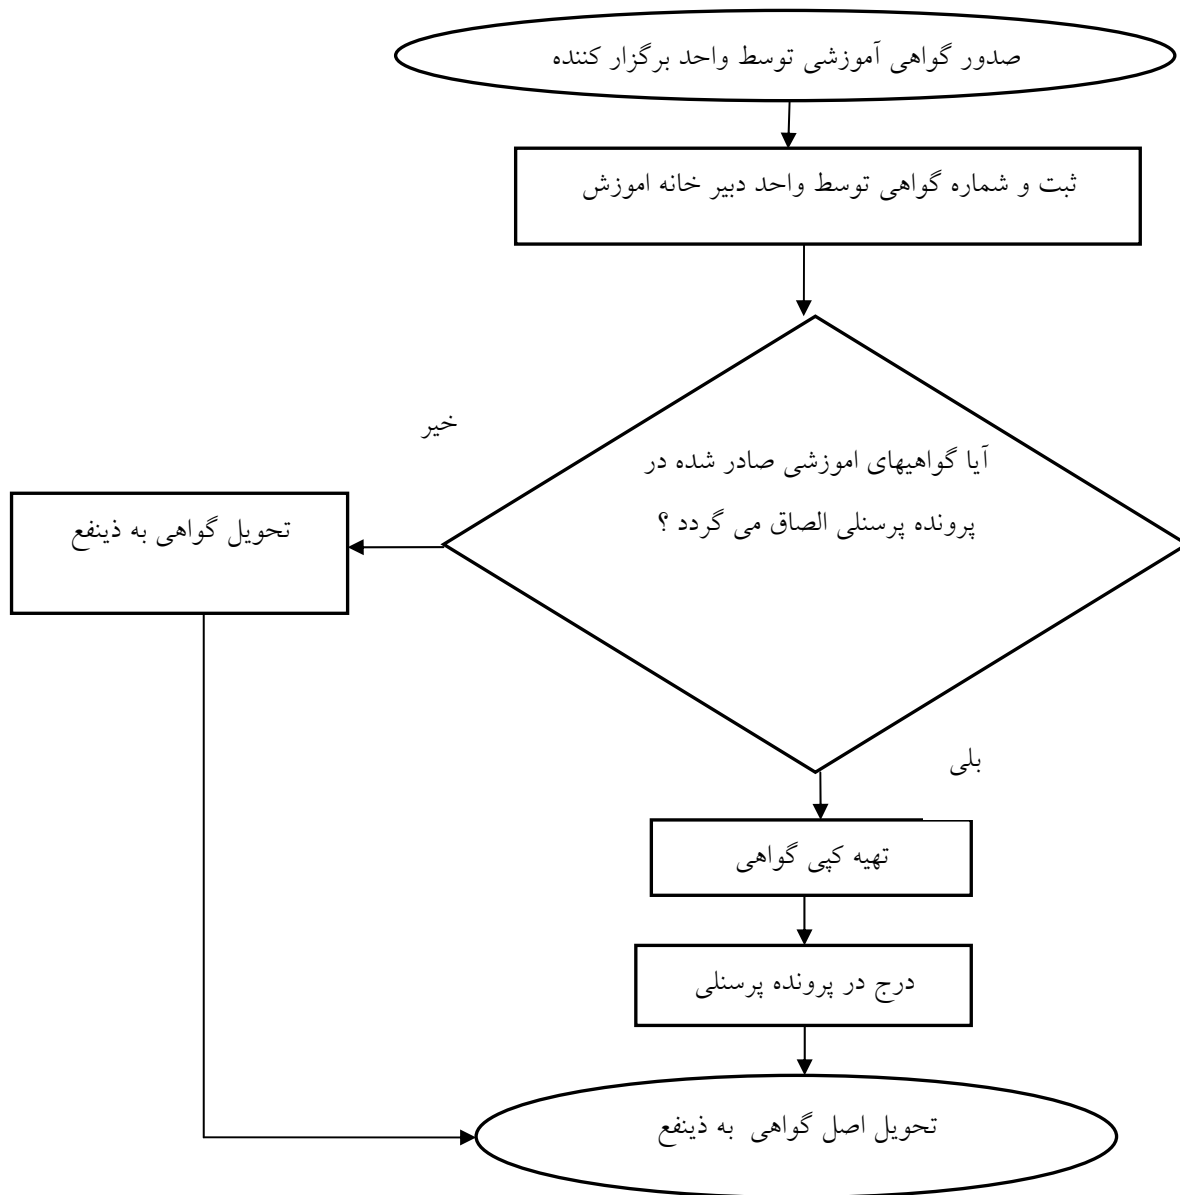 صدور گواهی آموزشی توسط واحد برگزار کننده
ثبت و شماره گواهی توسط واحد دبیر خانه اموزش
خیر
آیا گواهیهای اموزشی صادر شده در
پرونده پرسنلی الصاق می گردد ؟
تحویل گواهی به ذینفع
بلی
تهیه کپی گواهی
درج در پرونده پرسنلی
تحویل اصل گواهی به ذینفع